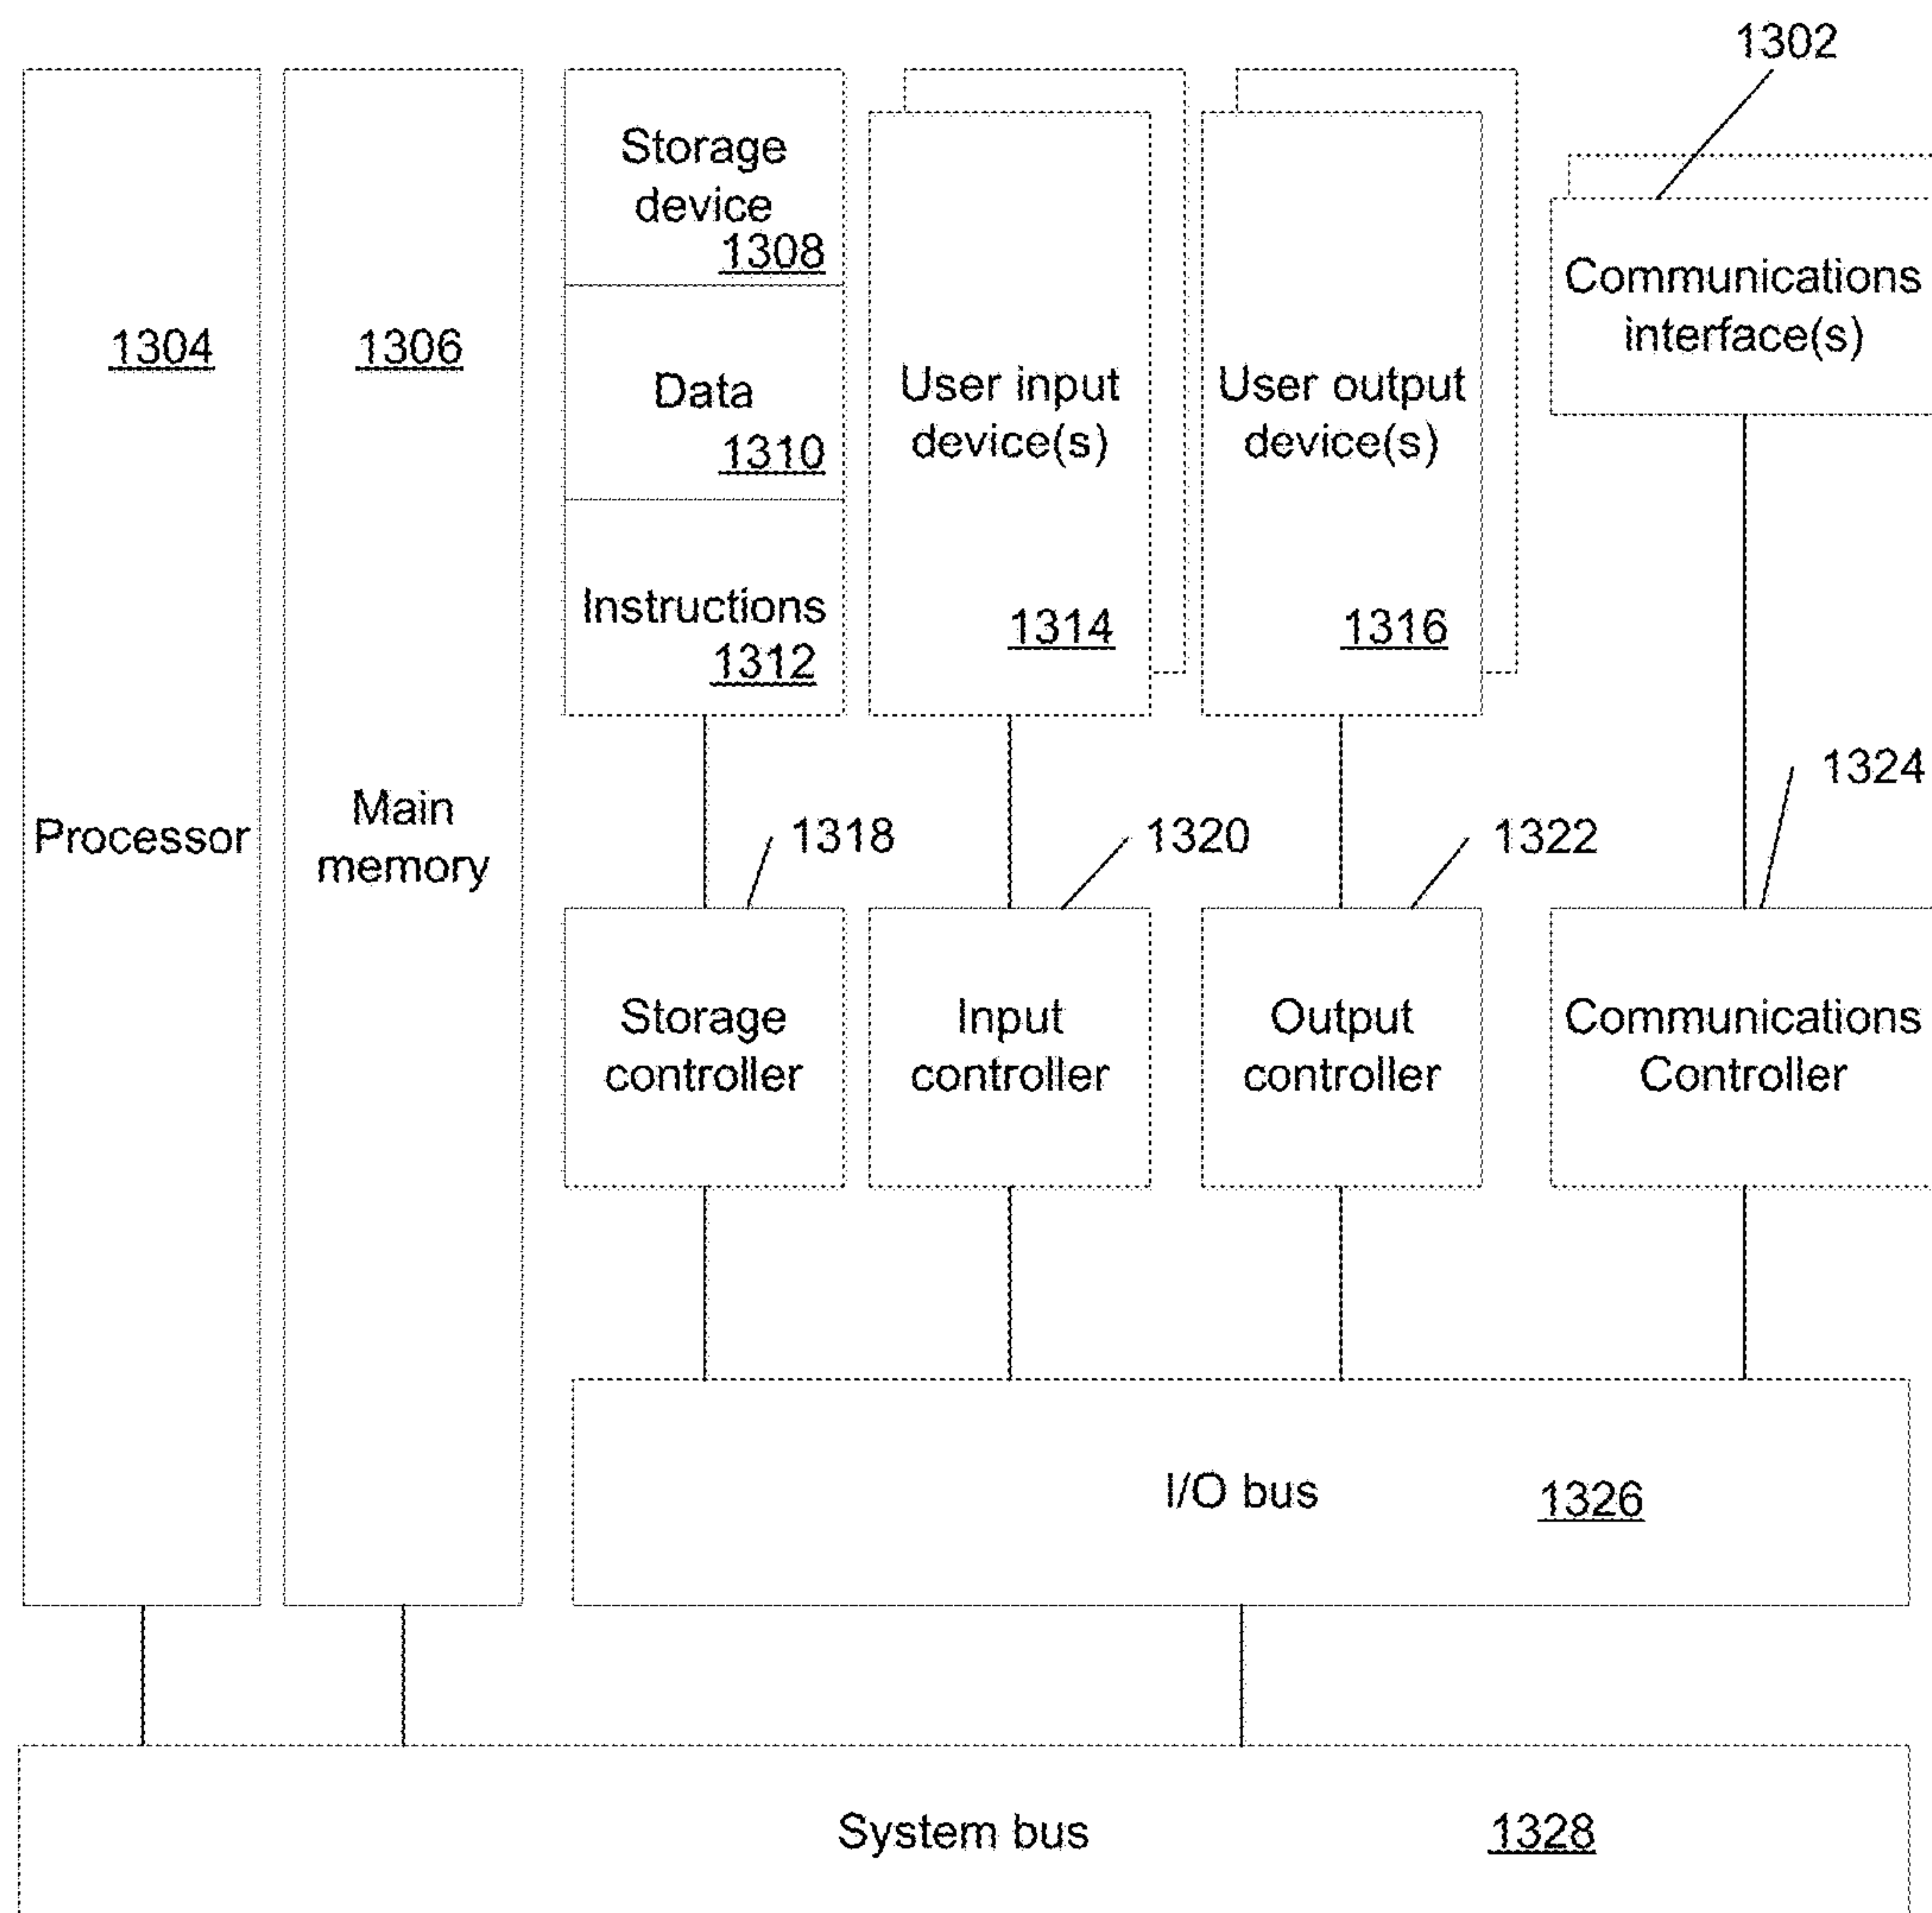 1302
Storage
device
1308
Communications
interface(s)
1304
1306
Data
1310
User input
device(s)
User output
device(s)
Instructions
1312
1314
1316
1324
Processor
Main
memory
1318
1320
1322
Storage
controller
Input
controller
Output
controller
Communications
Controller
I/O bus
1326
System bus
1328